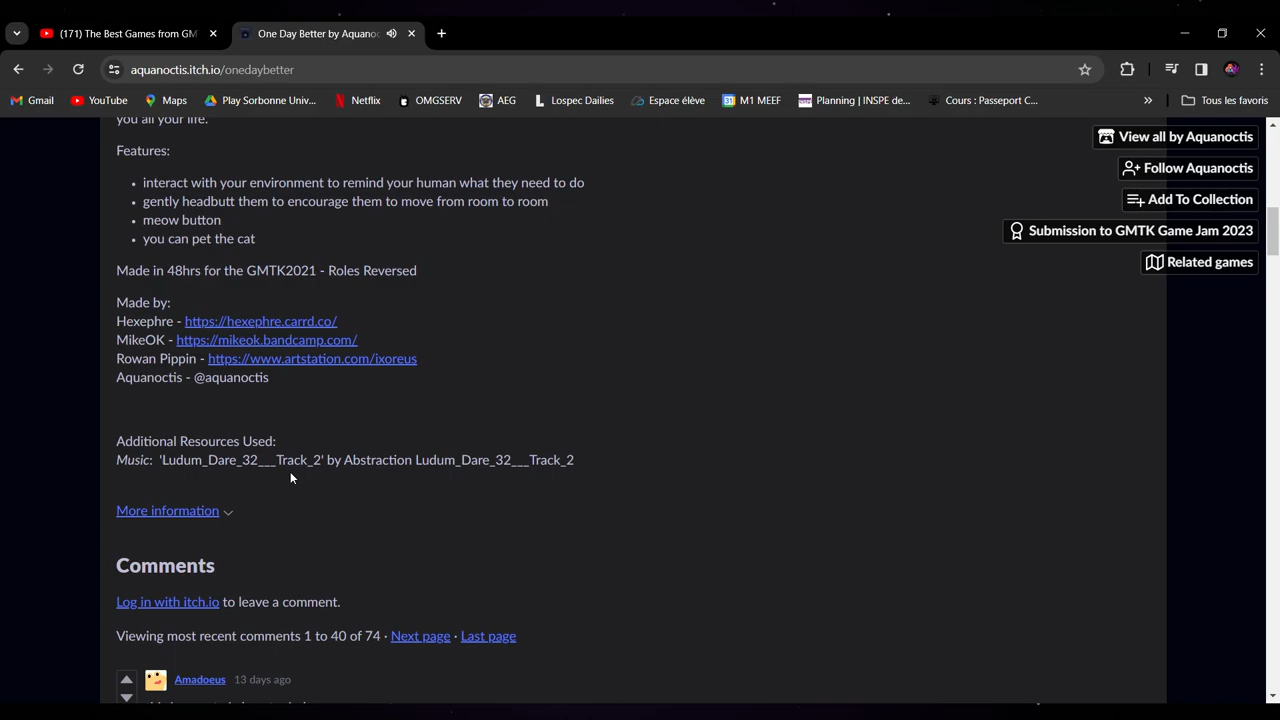 (171) The Best Games from GM
One Day Better by Aquano
aquanoctis.itch.io/onedaybetter
Gmail
YouTube
Maps
Play Sorbonne Univ...
Netflix
OMGSERV
AEG
Lospec Dailies
Espace élève
M1 MEEF
Planning | INSPE de...
Cours : Passeport C...
»
Tous les favoris
you all your life.
Features:
• interact with your environment to remind your human what they need to do
• gently headbutt them to encourage them to move from room to room
• meow button
• you can pet the cat
Made in 48hrs for the GMTK2021 - Roles Reversed
Made by:
Hexephre - https://hexephre.carrd.co/
MikeOK - https://mikeok.bandcamp.com/
Rowan Pippin - https://www.artstation.com/ixoreus
Aquanoctis - @aquanoctis
Additional Resources Used:
Music: 'Ludum_Dare_32___Track_2' by Abstraction Ludum_Dare_32___Track_2
More information
Comments
Log in with itch.io to leave a comment.
Viewing most recent comments 1 to 40 of 74 · Next page · Last page
Amadoeus 13 days ago
View all by Aquanoctis
Follow Aquanoctis
Add To Collection
Submission to GMTK Game Jam 2023
Related games